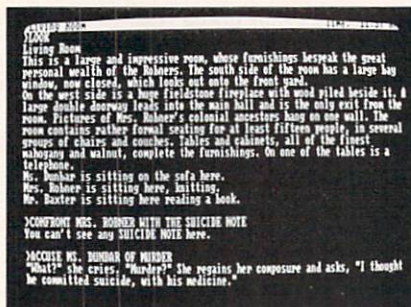 LIVING ROOM
TIME:
>LOOK
Living Room
This is a large and impressive room, whose furnishings bespeak the great
personal wealth of the Robners. The south side of the room has a large bay
window, now closed, which looks out onto the front yard.
On the west side is a huge fieldstone fireplace with wood piled beside it. A
large double doorway leads into the main hall and is the only exit from the
room. Pictures of Mrs. Robner's colonial ancestors hang on one wall. The
room contains rather formal seating for at least fifteen people, in several
groups of chairs and couches. Tables and cabinets, all of the finest
mahogany and walnut, complete the furnishings. On one of the tables is a
telephone.
Ms. Dunbar is sitting on the sofa here.
Mrs. Robner is sitting here, knitting.
Mr. Baxter is sitting here reading a book.
>CONFRONT MRS. ROBNER WITH THE SUICIDE NOTE
You can't see any SUICIDE NOTE here.
>ACCUSE MS. DUNBAR OF MURDER
"What?" she cries. "Murder?" She regains her composure and asks, "I thought
he committed suicide, with his medicine."